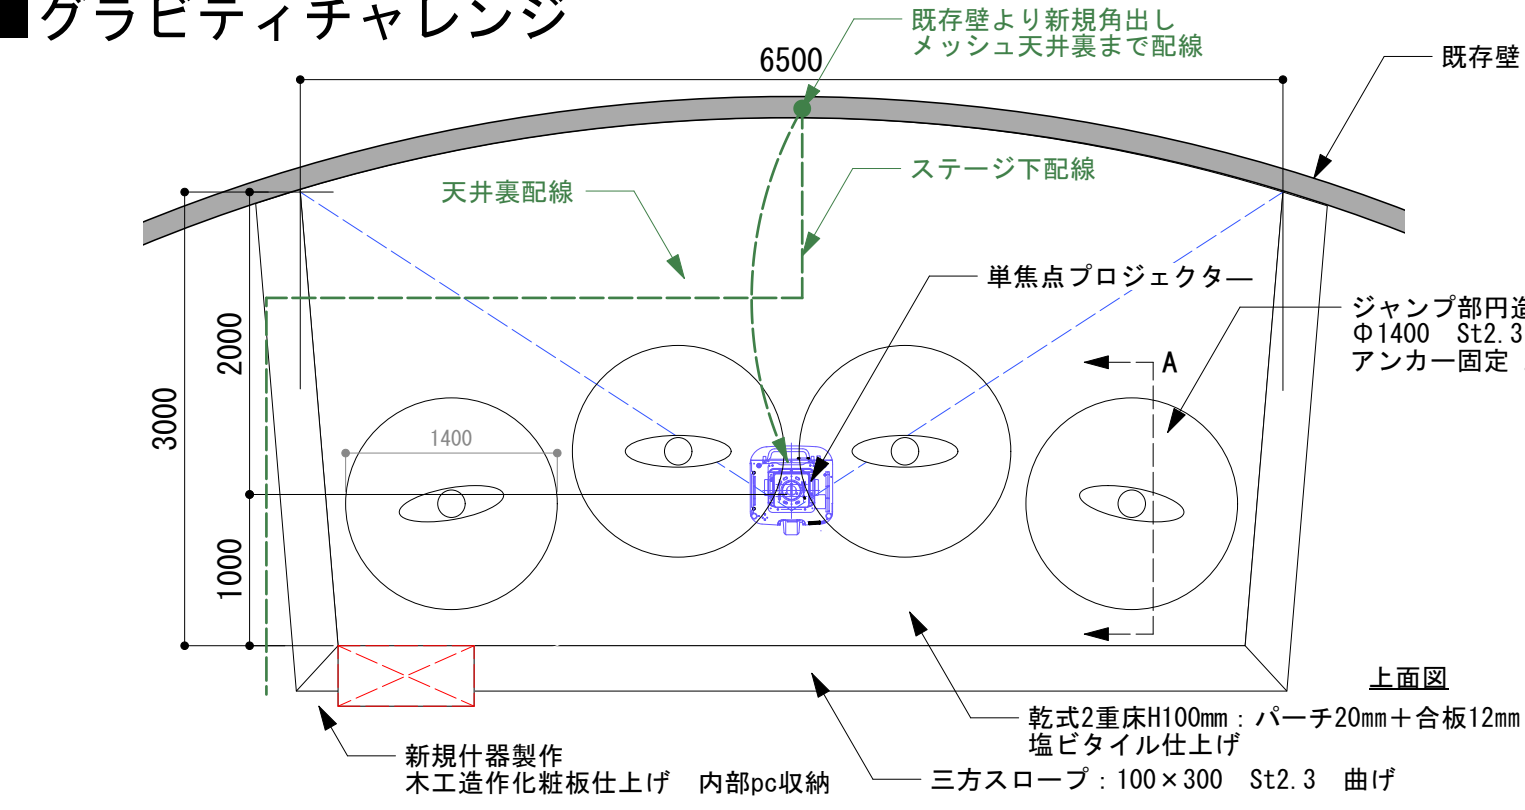 ■グラビティチャレンジ
既存壁より新規角出し
メッシュ天井裏まで配線
6500
既存壁
天井裏配線
ステージ下配線
単焦点プロジェクター
ジャンプ部円造
Φ1400　St2.3
アンカー固定
A
2000
3000
1400
1000
上面図
乾式2重床H100mm：パーチ20mm＋合板12mm
塩ビタイル仕上げ
新規什器製作
木工造作化粧板仕上げ　内部pc収納
三方スロープ：100×300　St2.3　曲げ